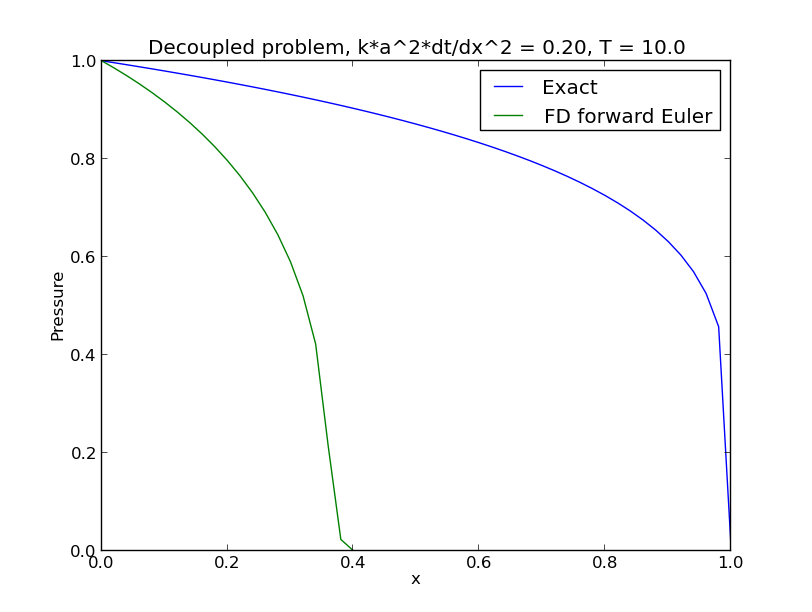 Decoupled problem, k*a^2*dt/dx^2 = 0.20, T = 10.0
Exact
FD forward Euler
Pressure
1.0
0.8
0.6
0.4
0.2
0.0
0.0 0.2 0.4 0.6 0.8 1.0
x